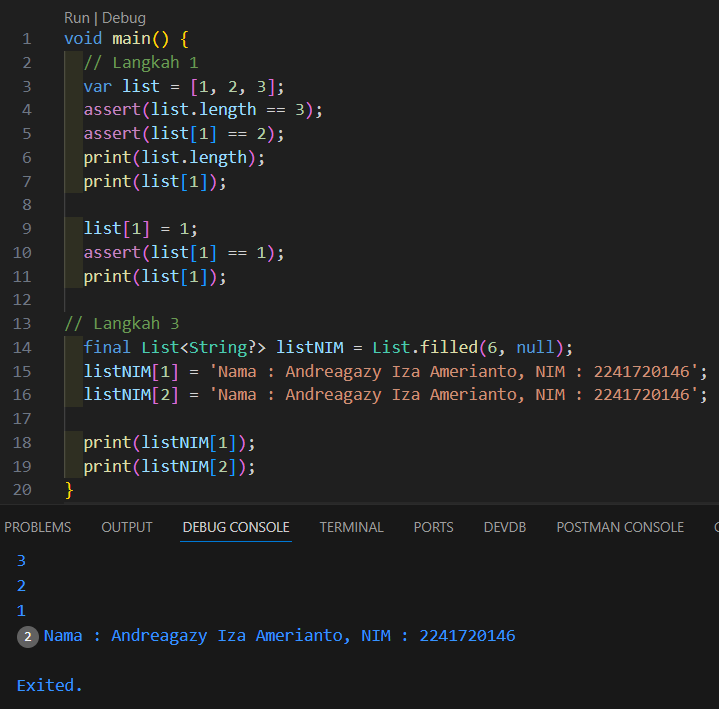 Run | Debug
1 void main() {
2 // Langkah 1
3 var list = [1, 2, 3];
4 assert(list.length == 3);
5 assert(list[1] == 2);
6 print(list.length);
7 print(list[1]);
8
9 list[1] = 1;
10 assert(list[1] == 1);
11 print(list[1]);
12
13 // Langkah 3
14 final List<String?> listNIM = List.filled(6, null);
15 listNIM[1] = 'Nama : Andreagazy Iza Amerianto, NIM : 2241720146';
16 listNIM[2] = 'Nama : Andreagazy Iza Amerianto, NIM : 2241720146';
17
18 print(listNIM[1]);
19 print(listNIM[2]);
20 }
PROBLEMS OUTPUT DEBUG CONSOLE TERMINAL PORTS DEVDB POSTMAN CONSOLE
3
2
1
2 Nama : Andreagazy Iza Amerianto, NIM : 2241720146
Exited.